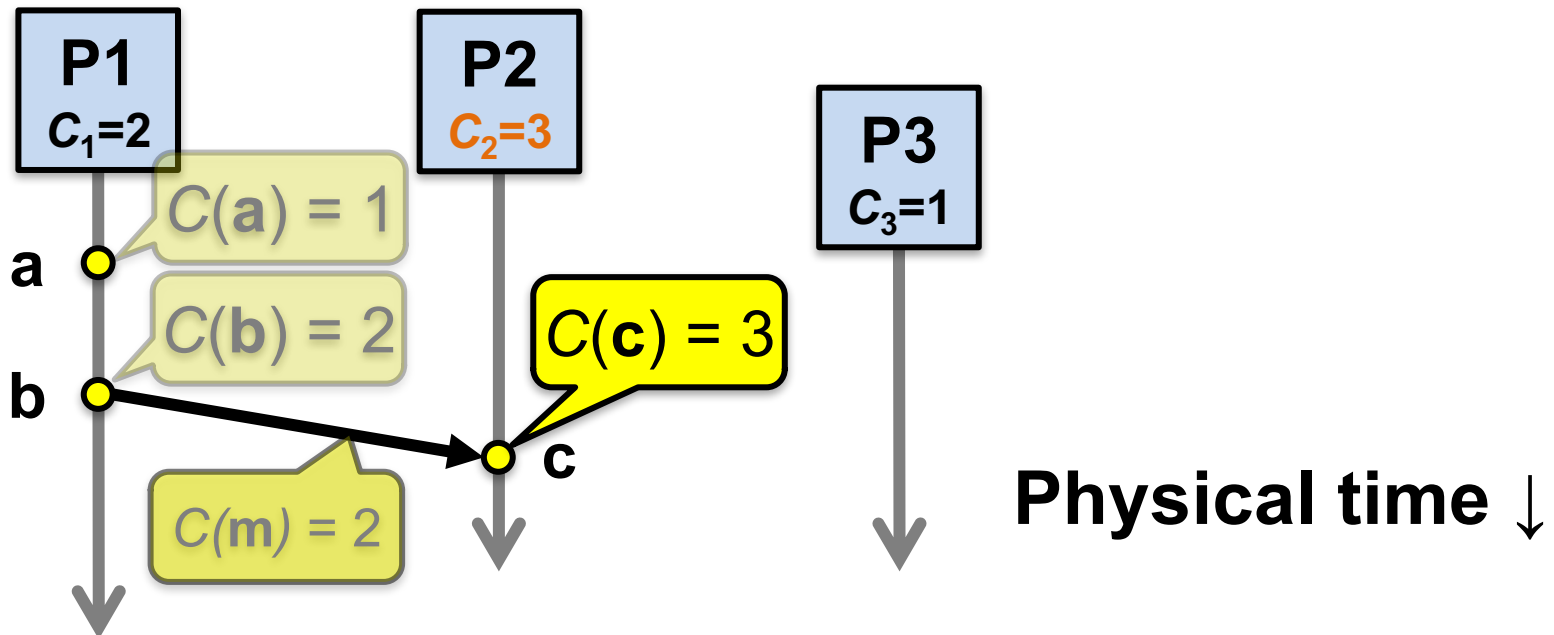 P1
C₁=2
P2
C₂=3
P3
C₃=1
C(a) = 1
a
C(b) = 2
b
C(c) = 3
c
C(m) = 2
Physical time ↓